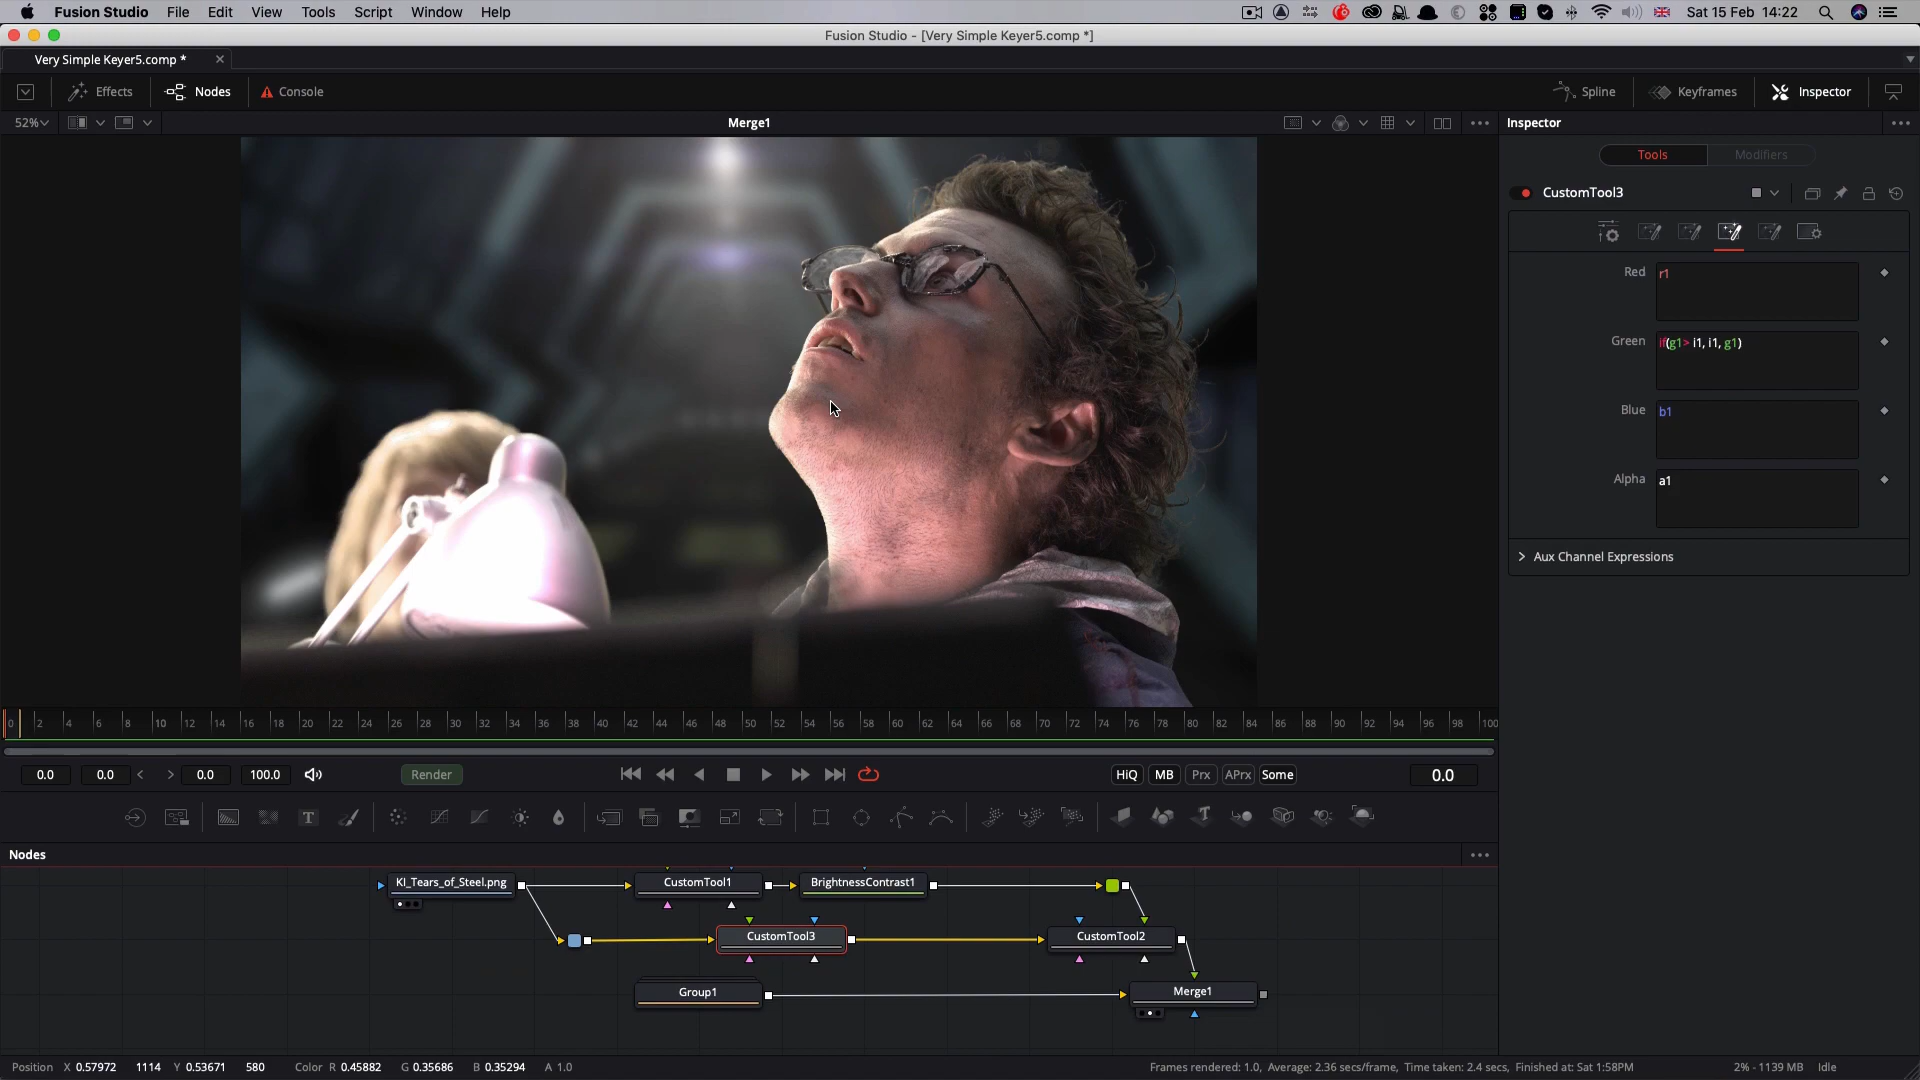 Fusion Studio File Edit View Tools Script Window Help Sat 15 Feb 14:22
Fusion Studio - [Very Simple Keyer5.comp *]
Very Simple Keyer5.comp *
Effects Nodes Console Spline Keyframes Inspector
52% Merge1 Inspector
Tools Modifiers
CustomTool3
Red r1
Green if(g1> i1, i1, g1)
Blue b1
Alpha a1
Aux Channel Expressions
0 2 4 6 8 10 12 14 16 18 20 22 24 26 28 30 32 34 36 38 40 42 44 46 48 50 52 54 56 58 60 62 64 66 68 70 72 74 76 78 80 82 84 86 88 90 92 94 96 98 100
0.0 0.0 0.0 100.0 Render HiQ MB Prx APrx Some 0.0
Nodes
KI_Tears_of_Steel.png CustomTool1 BrightnessContrast1
CustomTool3 CustomTool2
Group1 Merge1
Position X 0.57972 1114 Y 0.53671 580 Color R 0.45882 G 0.35686 B 0.35294 A 1.0 Frames rendered: 1.0, Average: 2.36 secs/frame, Time taken: 2.4 secs, Finished at: Sat 1:58PM 2% - 1139 MB Idle